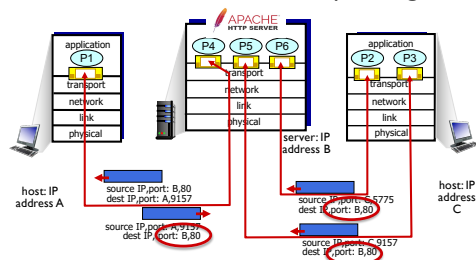 APACHE
HTTP SERVER
application
P1
transport
network
link
physical
P4
P5
P6
transport
network
link
physical
application
P2
P3
transport
network
link
physical
server: IP
address B
host: IP
address A
host: IP
address
C
source IP,port: B,80
dest IP,port: A,9157
source IP,port: A,9157
dest IP,port: B,80
source IP,port: C,5775
dest IP,port: B,80
source IP,port: C,9157
dest IP,port: B,80